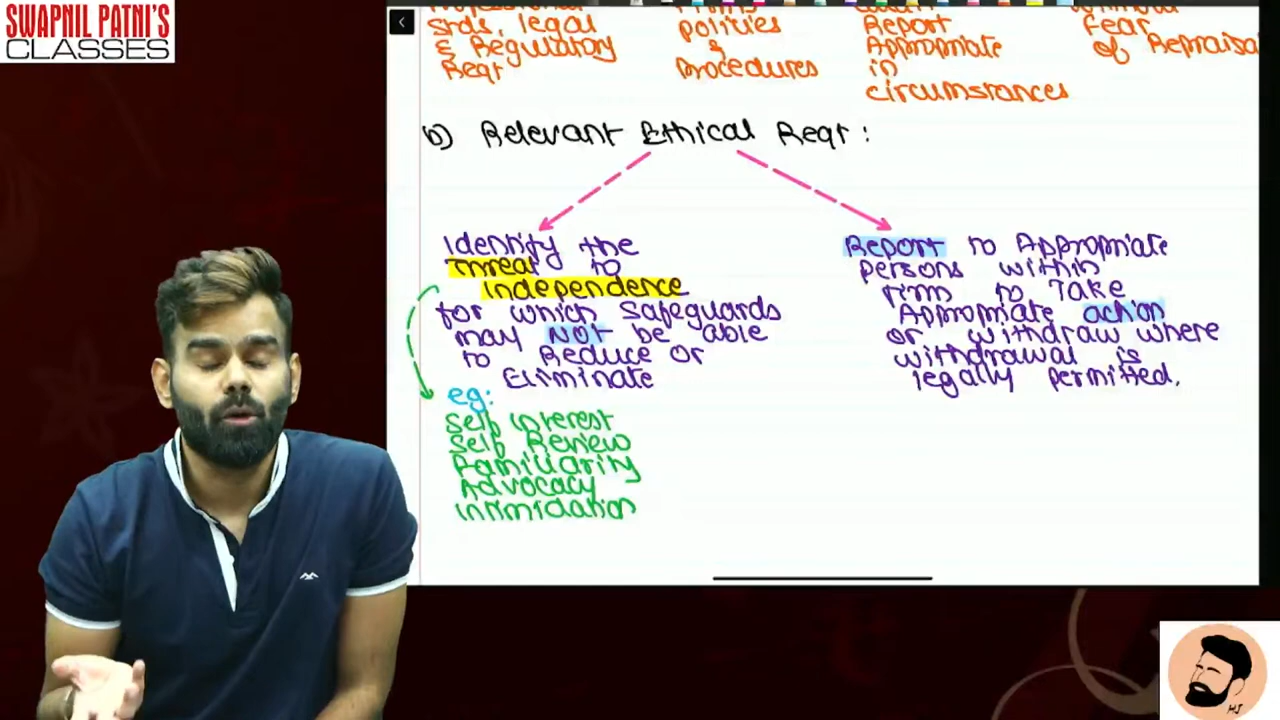 SWAPNIL PATNI'S
CLASSES
srds, legal
& Regulatory
Reqt
policies
&
procedures
Report
Appropriate
in
circumstances
Fear
of Reprisa
b) Relevant Ethical Reqt :
Identify the
Threat to
independence
for which safeguards
may NOT be able
to Reduce or
Eliminate
eg:
Self interest
Self Review
Familiarity
Advocacy
intimidation
Report to Appropriate
persons within
firm to Take
Appropriate action
or withdraw where
withdrawal is
legally permitted.
HJ